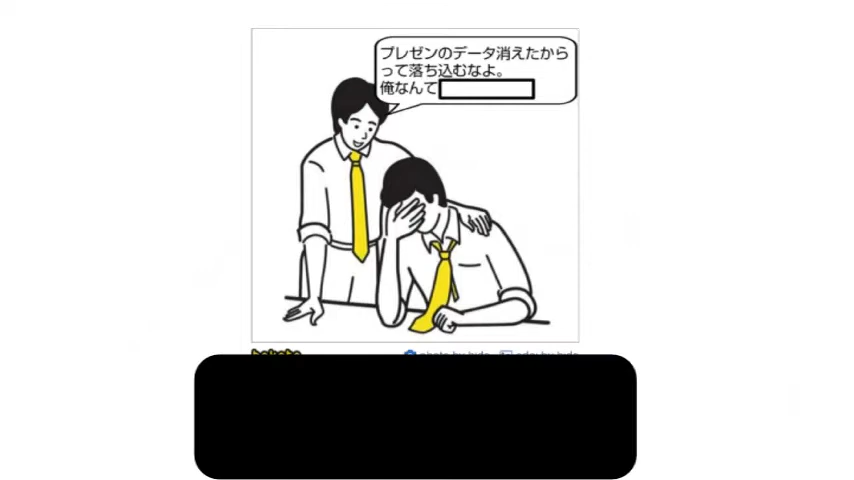 プレゼンのデータ消えたから
って落ち込むなよ。
俺なんて